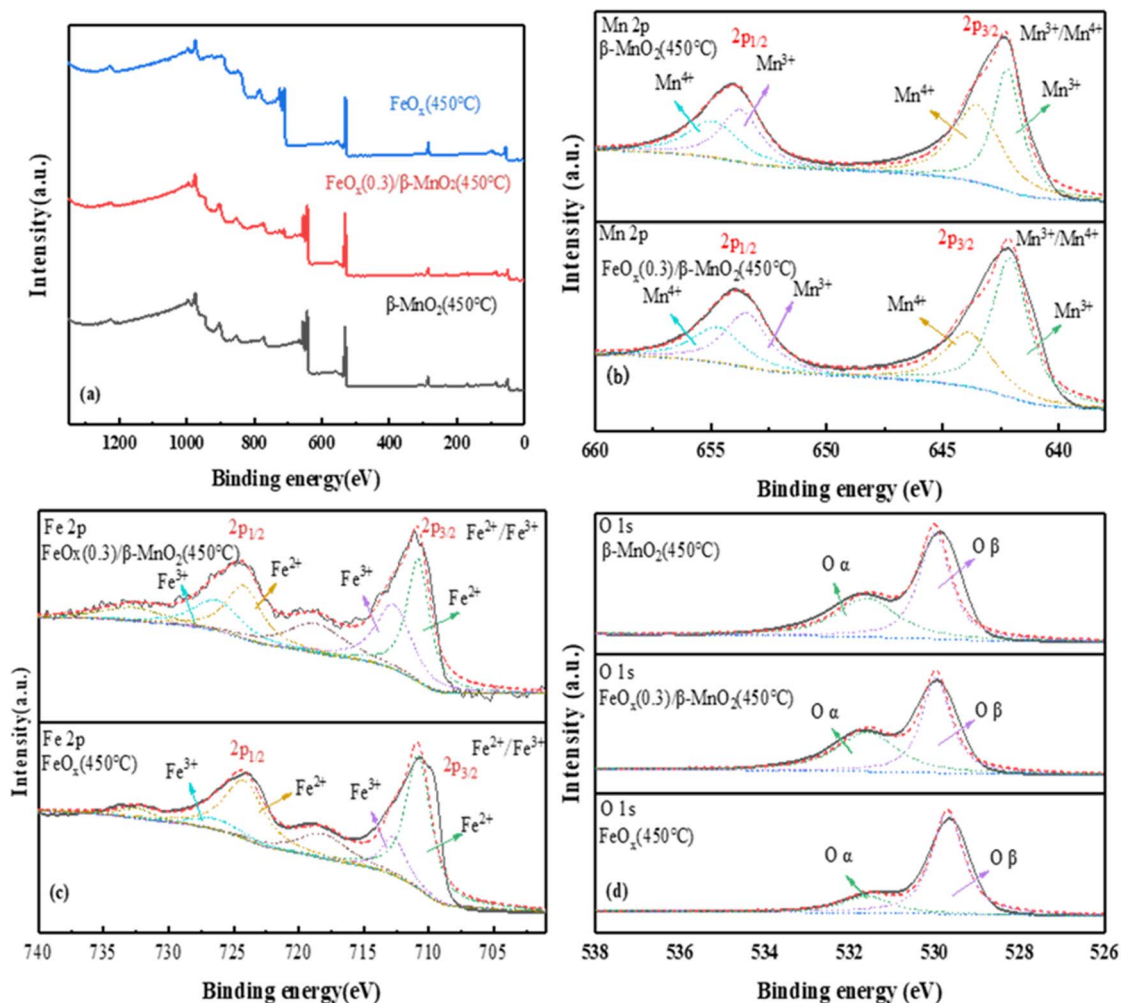 Intensity(a.u.)
FeOₓ(450℃)
FeOₓ(0.3)/β-MnO₂(450℃)
β-MnO₂(450℃)
(a)
1200 1000 800 600 400 200 0
Binding energy(eV)
Intensity (a.u.)
Mn 2p
β-MnO₂(450℃)
2p₁/₂
2p₃/₂
Mn³⁺/Mn⁴⁺
Mn⁴⁺
Mn³⁺
Mn⁴⁺
Mn³⁺
Mn 2p
FeOₓ(0.3)/β-MnO₂(450℃)
2p₁/₂
2p₃/₂
Mn³⁺/Mn⁴⁺
Mn⁴⁺
Mn³⁺
Mn⁴⁺
Mn³⁺
(b)
660 655 650 645 640
Binding energy (eV)
Intensity(a.u.)
Fe 2p
FeOx(0.3)/β-MnO₂(450℃)
2p₁/₂
2p₃/₂
Fe²⁺/Fe³⁺
Fe³⁺
Fe²⁺
Fe³⁺
Fe²⁺
Fe 2p
FeOₓ(450℃)
2p₁/₂
2p₃/₂
Fe²⁺/Fe³⁺
Fe³⁺
Fe²⁺
Fe³⁺
Fe²⁺
(c)
740 735 730 725 720 715 710 705
Binding energy(eV)
Intensity (a.u.)
O 1s
β-MnO₂(450℃)
O α
O β
O 1s
FeOₓ(0.3)/β-MnO₂(450℃)
O α
O β
O 1s
FeOₓ(450℃)
O α
O β
(d)
538 536 534 532 530 528 526
Binding energy (eV)